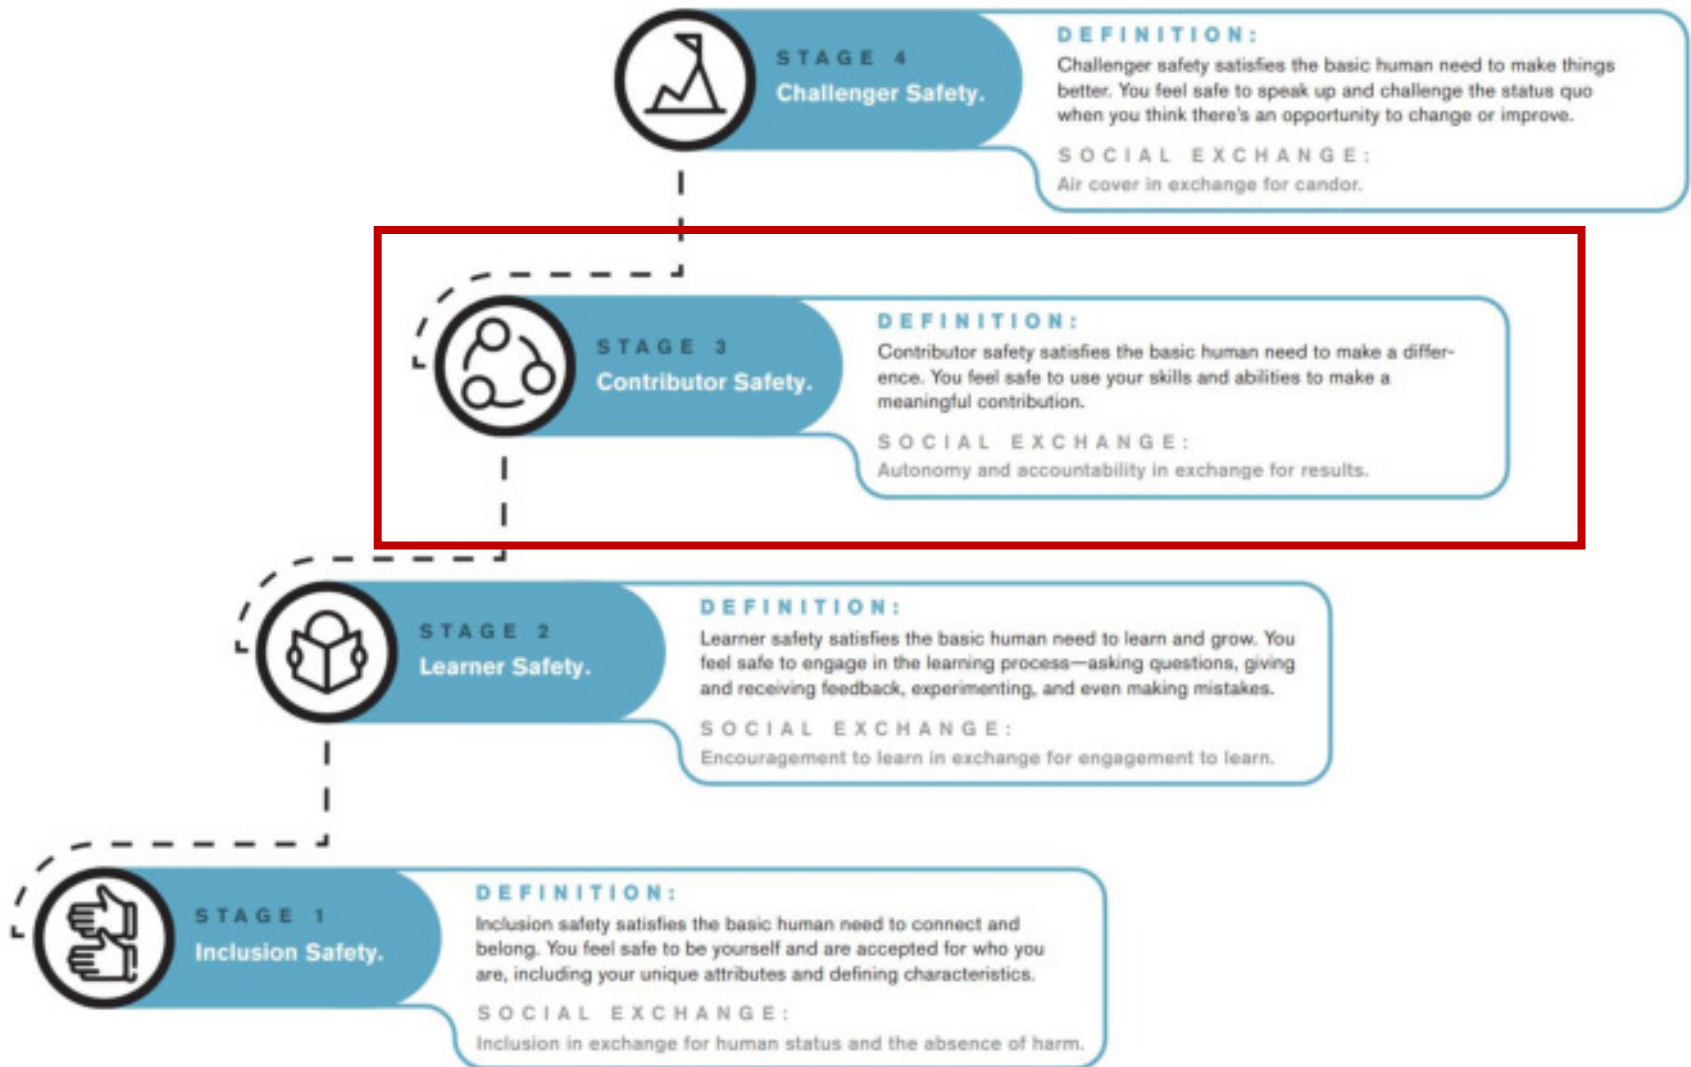 STAGE 4
Challenger Safety.
DEFINITION:
Challenger safety satisfies the basic human need to make things
better. You feel safe to speak up and challenge the status quo
when you think there's an opportunity to change or improve.
SOCIAL EXCHANGE:
Air cover in exchange for candor.
STAGE 3
Contributor Safety.
DEFINITION:
Contributor safety satisfies the basic human need to make a differ-
ence. You feel safe to use your skills and abilities to make a
meaningful contribution.
SOCIAL EXCHANGE:
Autonomy and accountability in exchange for results.
STAGE 2
Learner Safety.
DEFINITION:
Learner safety satisfies the basic human need to learn and grow. You
feel safe to engage in the learning process—asking questions, giving
and receiving feedback, experimenting, and even making mistakes.
SOCIAL EXCHANGE:
Encouragement to learn in exchange for engagement to learn.
STAGE 1
Inclusion Safety.
DEFINITION:
Inclusion safety satisfies the basic human need to connect and
belong. You feel safe to be yourself and are accepted for who you
are, including your unique attributes and defining characteristics.
SOCIAL EXCHANGE:
Inclusion in exchange for human status and the absence of harm.